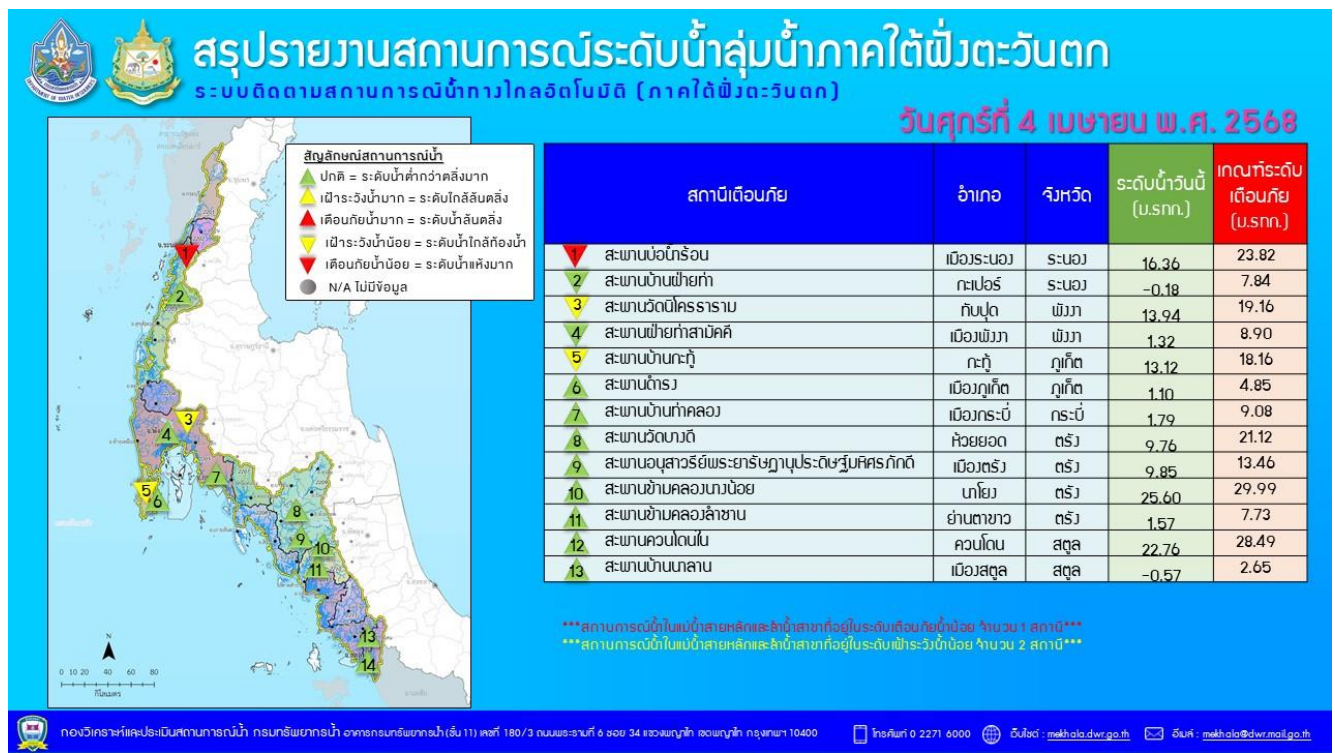 สรุปรายงานสถานการณ์ระดับน้ำลุ่มน้ำภาคใต้ฝั่งตะวันตก
ระบบติดตามสถานการณ์น้ำทางไกลอัตโนมัติ (ภาคใต้ฝั่งตะวันตก)
วันศุกร์ที่ 4 เมษายน พ.ศ. 2568
สัญลักษณ์สถานการณ์น้ำ
ปกติ = ระดับน้ำต่ำกว่าตลิ่งมาก
เฝ้าระวังน้ำมาก = ระดับใกล้ล้นตลิ่ง
เตือนภัยน้ำมาก = ระดับน้ำล้นตลิ่ง
เฝ้าระวังน้ำน้อย = ระดับน้ำใกล้ท้องน้ำ
เตือนภัยน้ำน้อย = ระดับน้ำแห้งมาก
N/A ไม่มีข้อมูล
1
2
3
4
5
6
7
8
9
10
11
13
14
N
0 10 20 40 60 80
กิโลเมตร
สถานีเตือนภัย อำเภอ จังหวัด ระดับน้ำวันนี้ (ม.รทก.) เกณฑ์ระดับเตือนภัย (ม.รทก.)
1 สะพานบ่อน้ำร้อน เมืองระนอง ระนอง 16.36 23.82
2 สะพานบ้านฝ่ายท่า กะเปอร์ ระนอง -0.18 7.84
3 สะพานวัดนิโครธาราม ทับปุด พังงา 13.94 19.16
4 สะพานฝ่ายท่าสามัคคี เมืองพังงา พังงา 1.32 8.90
5 สะพานบ้านกะทู้ กะทู้ ภูเก็ต 13.12 18.16
6 สะพานดำรง เมืองภูเก็ต ภูเก็ต 1.10 4.85
7 สะพานบ้านท่าคลอง เมืองกระบี่ กระบี่ 1.79 9.08
8 สะพานวัดบางดี ห้วยยอด ตรัง 9.76 21.12
9 สะพานอนุสาวรีย์พระยารัษฎานุประดิษฐ์มหิศรภักดี เมืองตรัง ตรัง 9.85 13.46
10 สะพานข้ามคลองนางน้อย นาโยง ตรัง 25.60 29.99
11 สะพานข้ามคลองลำชาน ย่านตาขาว ตรัง 1.57 7.73
12 สะพานควนโดนใน ควนโดน สตูล 22.76 28.49
13 สะพานบ้านนาลาน เมืองสตูล สตูล -0.57 2.65
***สถานการณ์น้ำในแม่น้ำสายหลักและลำน้ำสาขาที่อยู่ในระดับเตือนภัยน้ำน้อย จำนวน 1 สถานี***
***สถานการณ์น้ำในแม่น้ำสายหลักและลำน้ำสาขาที่อยู่ในระดับเฝ้าระวังน้ำน้อย จำนวน 2 สถานี***
กองวิเคราะห์และประเมินสถานการณ์น้ำ กรมทรัพยากรน้ำ อาคารกรมทรัพยากรน้ำ (ชั้น 11) เลขที่ 180/3 ถนนพระรามที่ 6 ซอย 34 แขวงพญาไท เขตพญาไท กรุงเทพฯ 10400 โทรศัพท์ 0 2271 6000 เว็บไซต์ : mekhala.dwr.go.th อีเมล์ : mekhala@dwr.mail.go.th